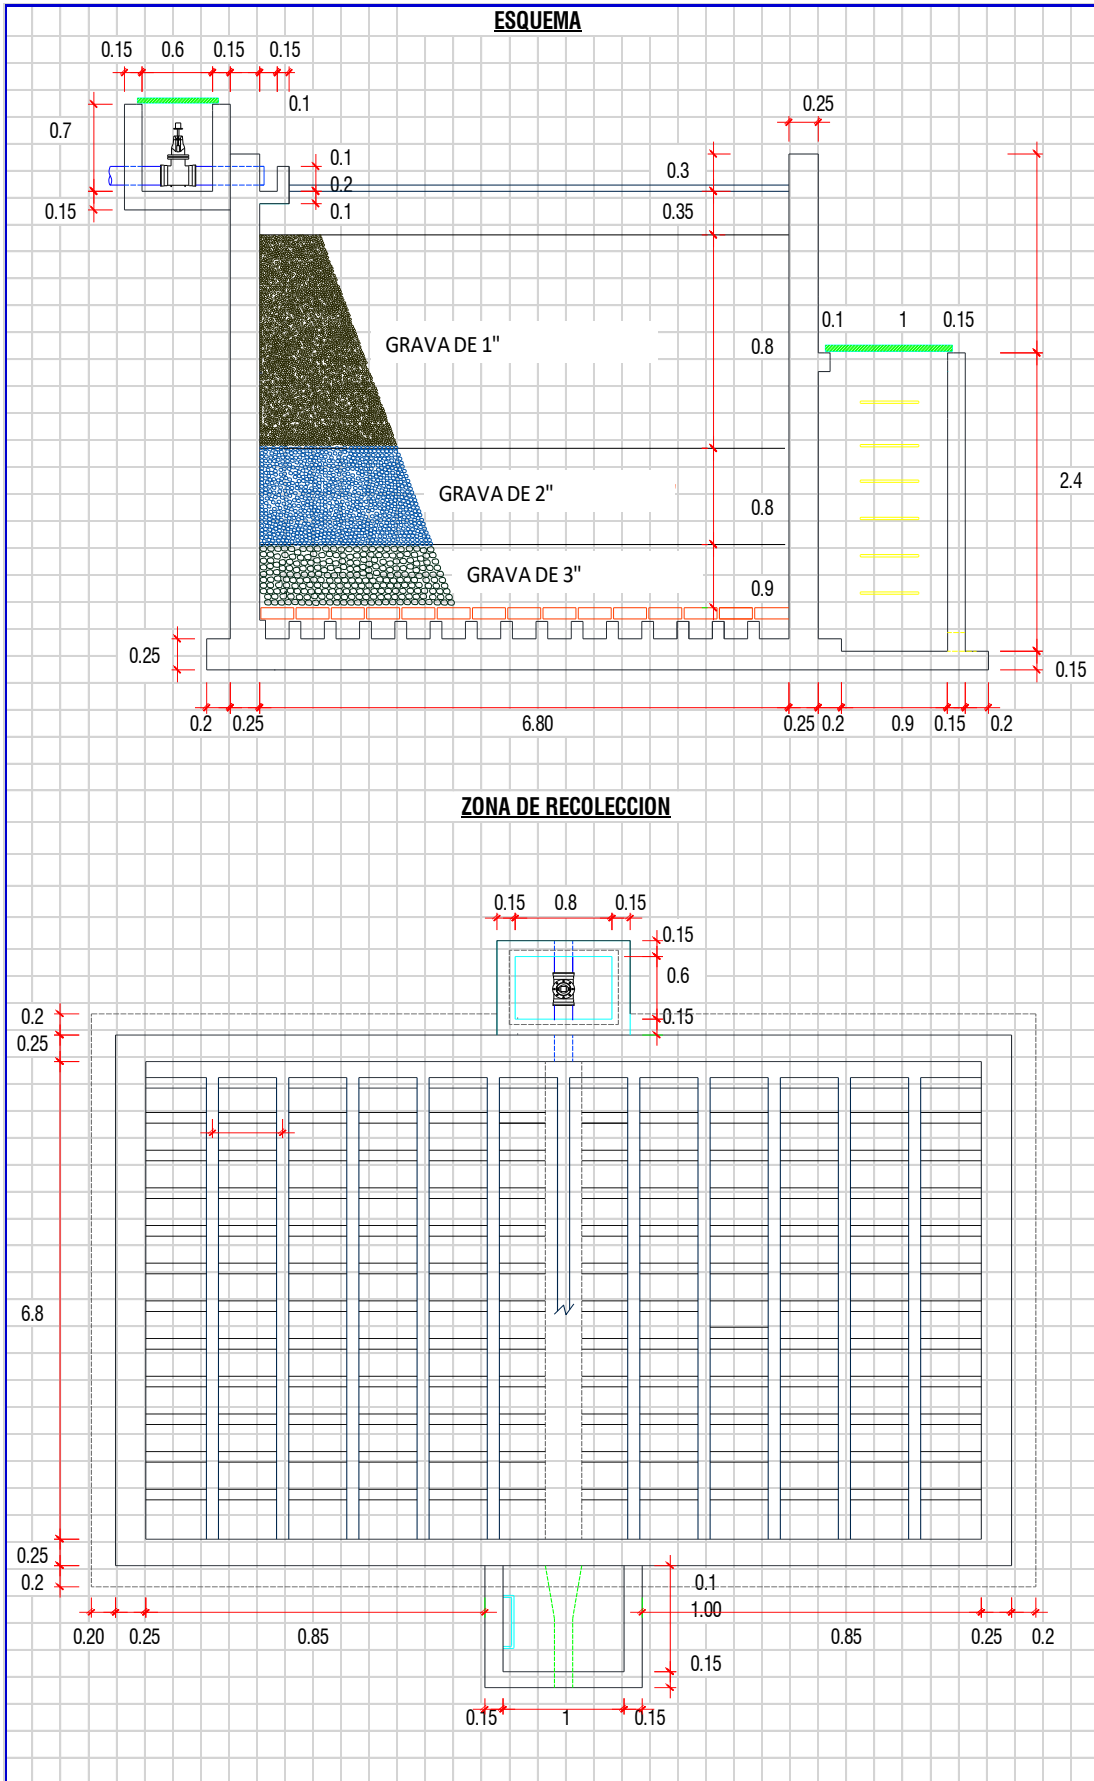 ESQUEMA
0.15 0.6 0.15 0.15
0.1
0.25
0.7
0.1
0.3
0.2
0.15
0.1
0.35
0.1 1 0.15
GRAVA DE 1"
0.8
2.4
GRAVA DE 2"
0.8
GRAVA DE 3"
0.9
0.25
0.15
0.2 0.25 6.80 0.25 0.2 0.9 0.15 0.2
ZONA DE RECOLECCION
0.15 0.8 0.15
0.15
0.6
0.2
0.15
0.25
6.8
0.25
0.2
0.1
1.00
0.20 0.25 0.85 0.85 0.25 0.2
0.15
0.15 1 0.15